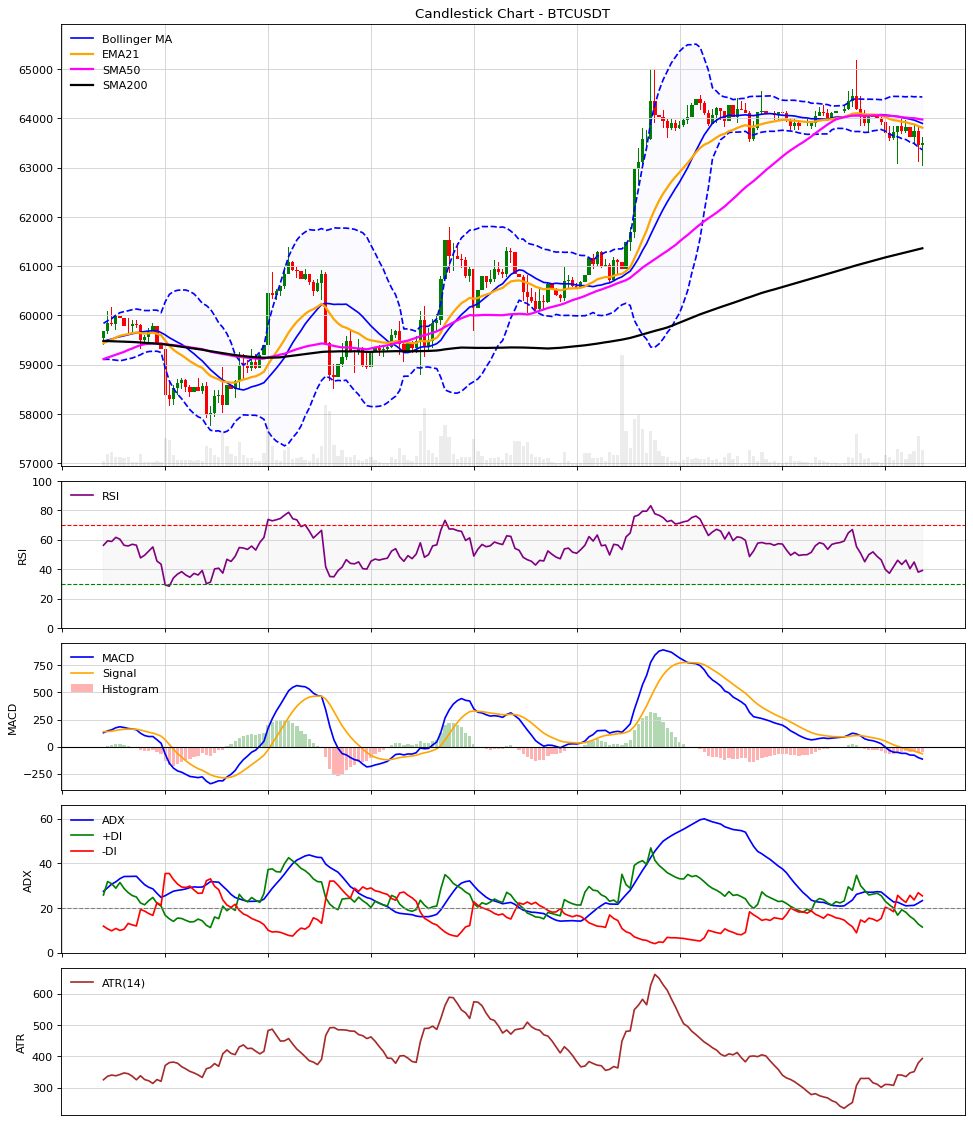 Candlestick Chart - BTCUSDT
Bollinger MA
EMA21
SMA50
SMA200
65000
64000
63000
62000
61000
60000
59000
58000
57000
RSI
RSI
100
80
60
40
20
0
MACD
Signal
Histogram
MACD
750
500
250
0
−250
ADX
+DI
-DI
ADX
60
40
20
0
ATR(14)
ATR
600
500
400
300